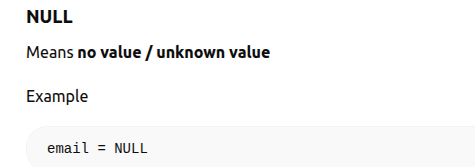 NULL
Means no value / unknown value
Example
email = NULL